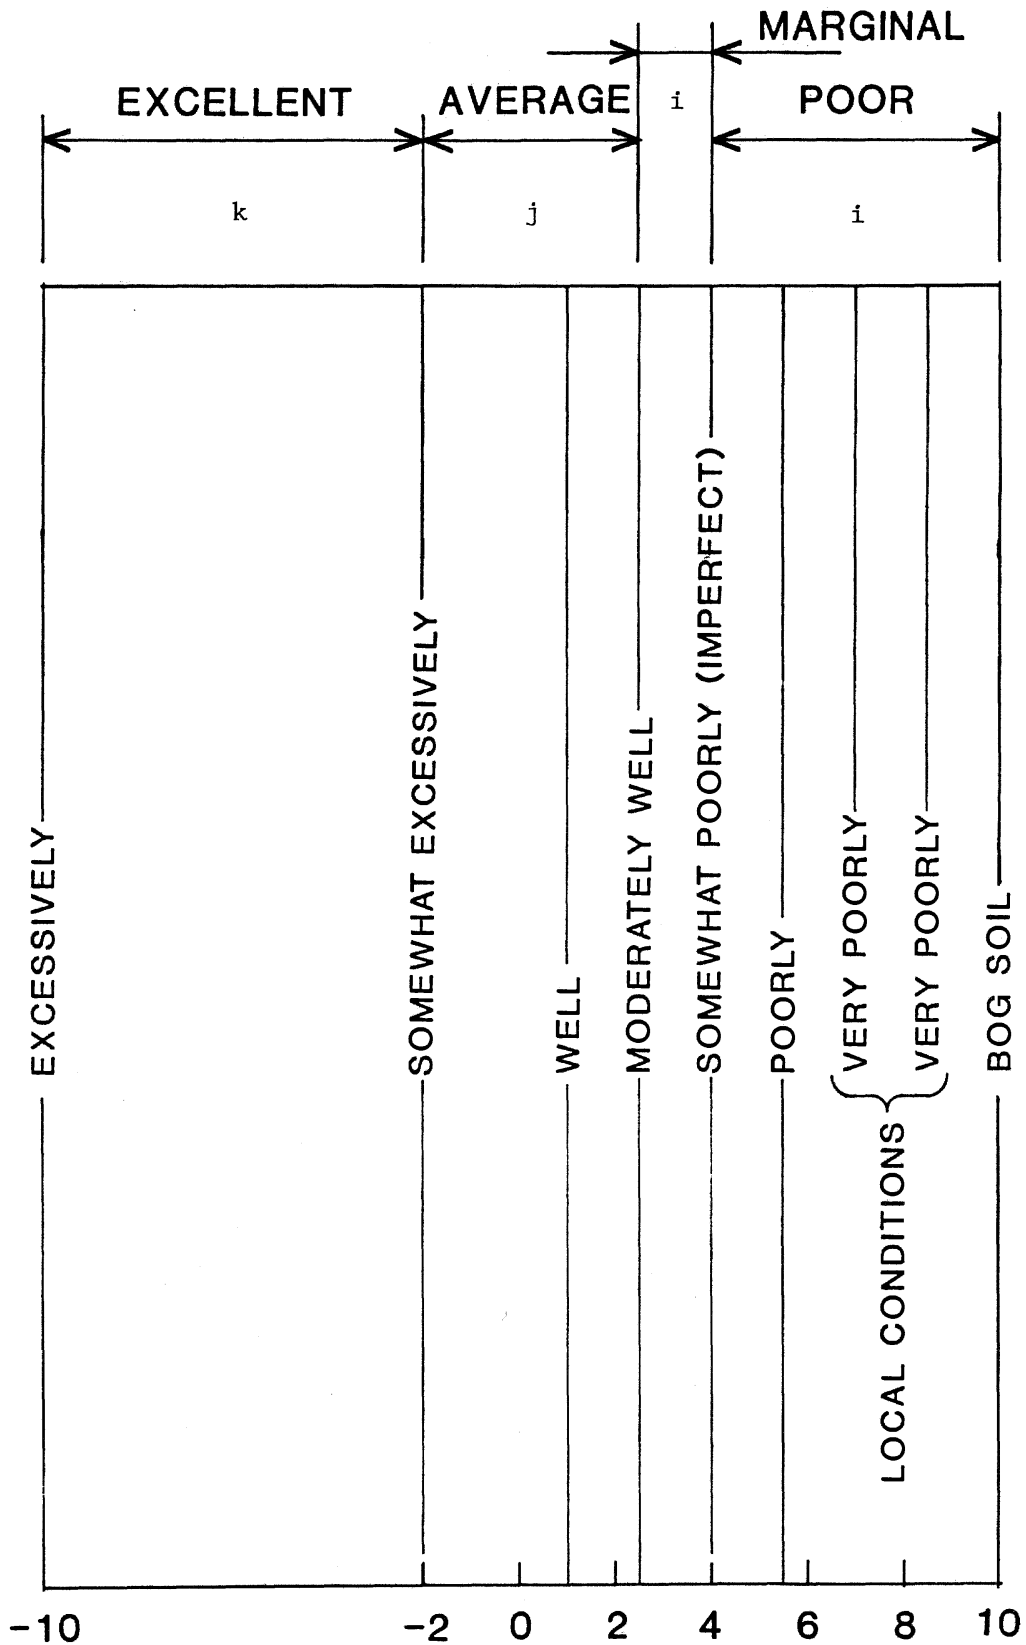 MARGINAL
EXCELLENT AVERAGE i POOR
k j i
EXCESSIVELY
SOMEWHAT EXCESSIVELY
WELL
MODERATELY WELL
SOMEWHAT POORLY (IMPERFECT)
POORLY
VERY POORLY
VERY POORLY
LOCAL CONDITIONS
BOG SOIL
-10 -2 0 2 4 6 8 10